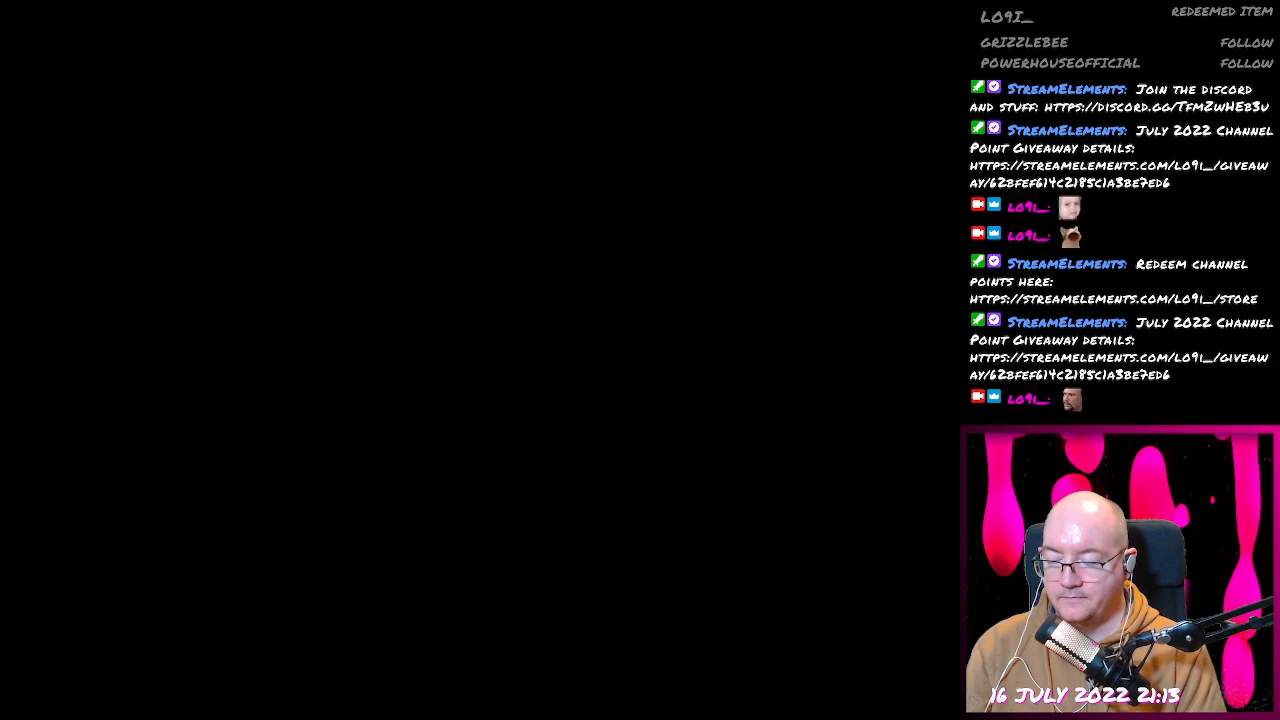 LO9I_ REDEEMED ITEM
GRIZZLEBEE FOLLOW
POWERHOUSEOFFICIAL FOLLOW
StreamElements: Join the discord
and stuff: https://discord.gg/TfmZwHE83u
StreamElements: July 2022 Channel
Point Giveaway details:
https://streamelements.com/lo9i_/giveaw
ay/62bfef614c2185c1a3be7ed6
lo9i_:
lo9i_:
StreamElements: Redeem channel
points here:
https://streamelements.com/lo9i_/store
StreamElements: July 2022 Channel
Point Giveaway details:
https://streamelements.com/lo9i_/giveaw
ay/62bfef614c2185c1a3be7ed6
lo9i_:
16 JULY 2022 21:13